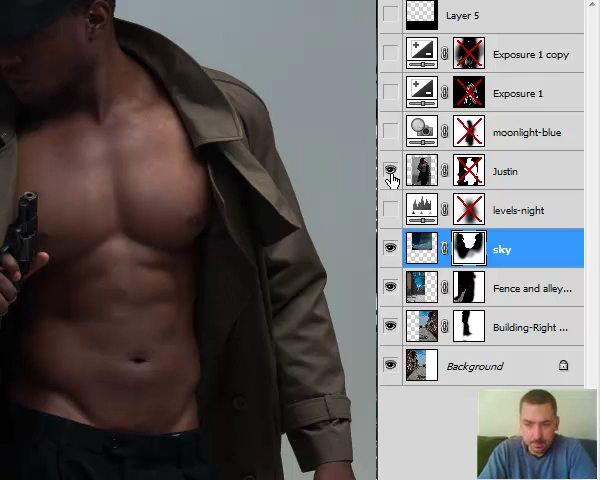 Layer 5
Exposure 1 copy
Exposure 1
moonlight-blue
Justin
levels-night
sky
Fence and alley...
Building-Right ...
Background